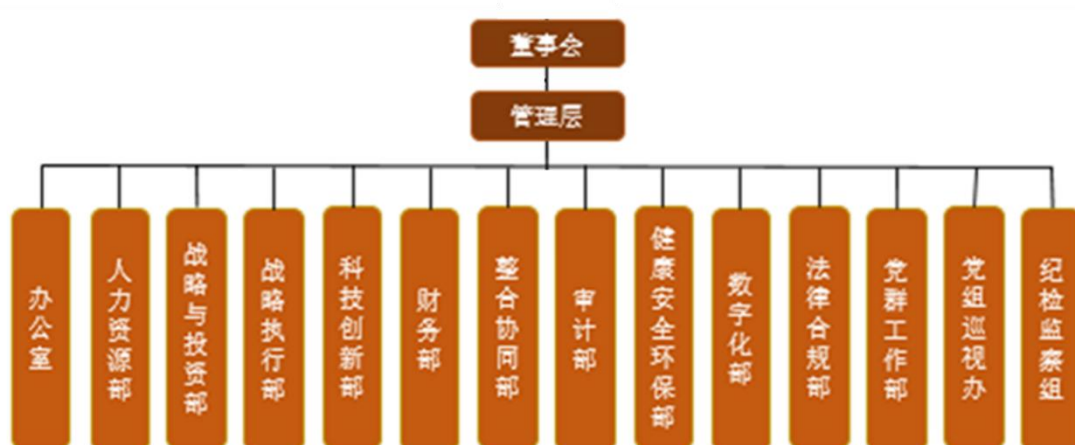 董事会
管理层
办公室
人力资源部
战略与投资部
战略执行部
科技创新部
财务部
整合协同部
审计部
健康安全环保部
数字化部
法律合规部
党群工作部
党组巡视办
纪检监察组